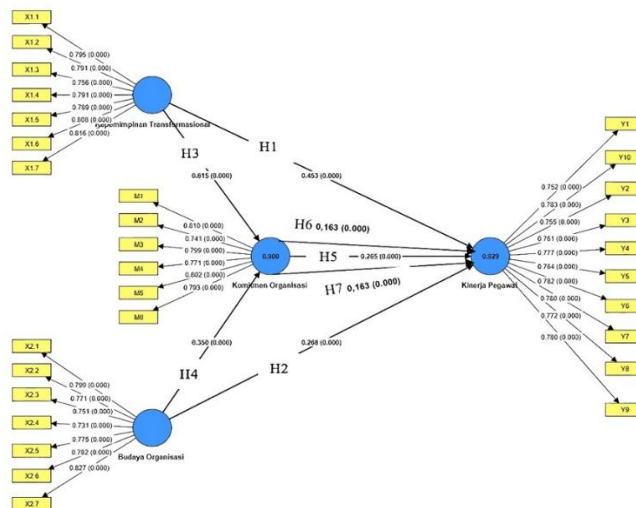 X1.1
X1.2
X1.3
X1.4
X1.5
X1.6
X1.7
0.795 (0.000)
0.791 (0.000)
0.756 (0.000)
0.791 (0.000)
0.789 (0.000)
0.808 (0.000)
0.816 (0.000)
Kepemimpinan Transformasional
H3
0.615 (0.000)
H1
0.453 (0.000)
M1
M2
M3
M4
M5
M6
0.810 (0.000)
0.741 (0.000)
0.799 (0.000)
0.771 (0.000)
0.802 (0.000)
0.793 (0.000)
Komitmen Organisasi
H6 0,163 (0.000)
H5 0.265 (0.000)
H7 0,163 (0.000)
0.829
Kinerja Pegawai
Y1
Y10
Y2
Y3
Y4
Y5
Y6
Y7
Y8
Y9
0.752 (0.000)
0.783 (0.000)
0.755 (0.000)
0.761 (0.000)
0.777 (0.000)
0.764 (0.000)
0.782 (0.000)
0.780 (0.000)
0.772 (0.000)
0.780 (0.000)
0.350 (0.000)
H4
H2
0.268 (0.000)
X2.1
X2.2
X2.3
X2.4
X2.5
X2.6
X2.7
0.799 (0.000)
0.771 (0.000)
0.751 (0.000)
0.731 (0.000)
0.775 (0.000)
0.782 (0.000)
0.827 (0.000)
Budaya Organisasi